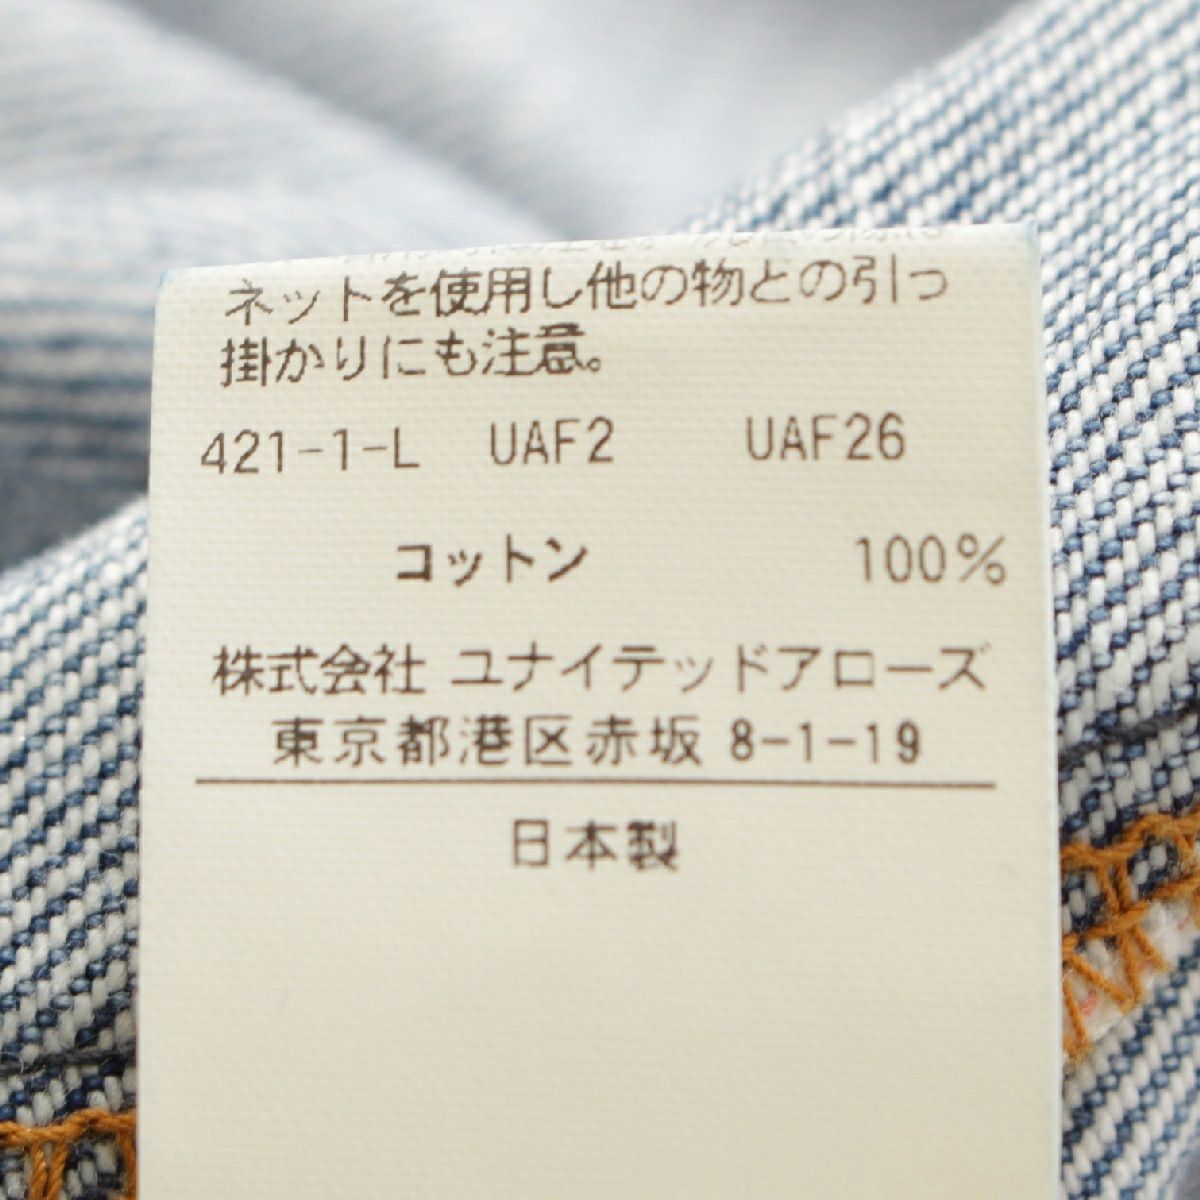 ネットを使用し他の物との引っ
掛かりにも注意。
421-1-L UAF2 UAF26
コットン 100%
株式会社 ユナイテッドアローズ
東京都港区赤坂 8-1-19
日本製